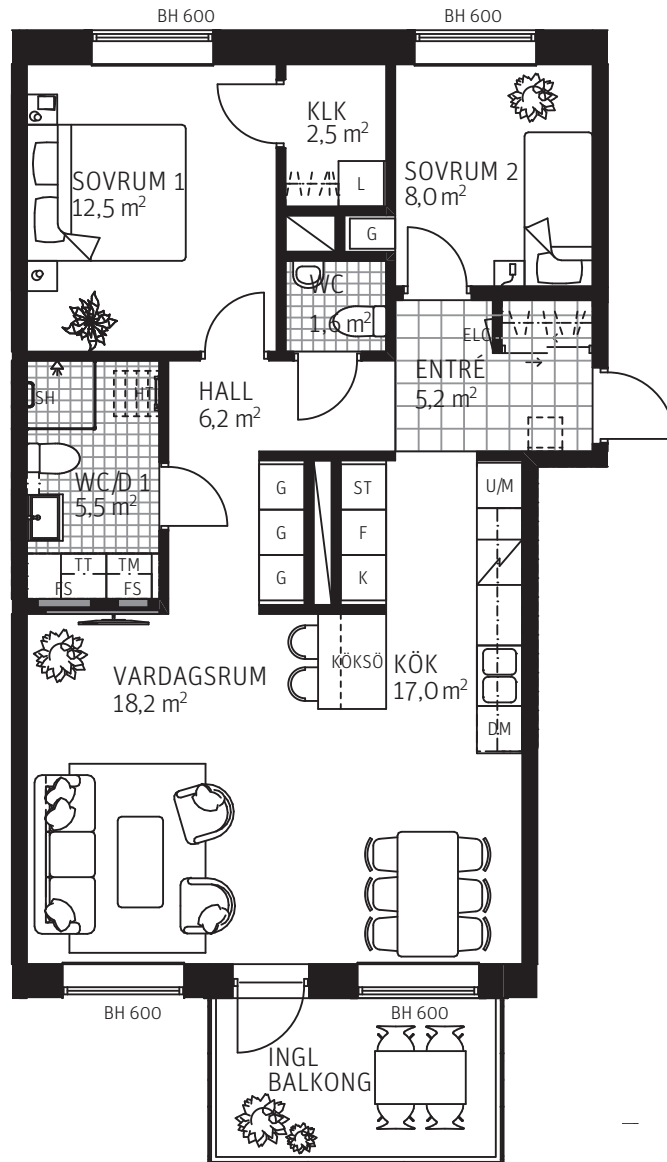 BH 600
BH 600
KLK
2,5 m²
SOVRUM 1
12,5 m²
SOVRUM 2
8,0 m²
L
G
WC
1,6 m²
ELC
ENTRÉ
5,2 m²
HALL
6,2 m²
SH
HT
WC/D 1
5,5 m²
G
ST
U/M
G
F
G
K
TT
TM
FS
FS
VARDAGSRUM
18,2 m²
KÖKSÖ
KÖK
17,0 m²
DM
BH 600
BH 600
INGL
BALKONG